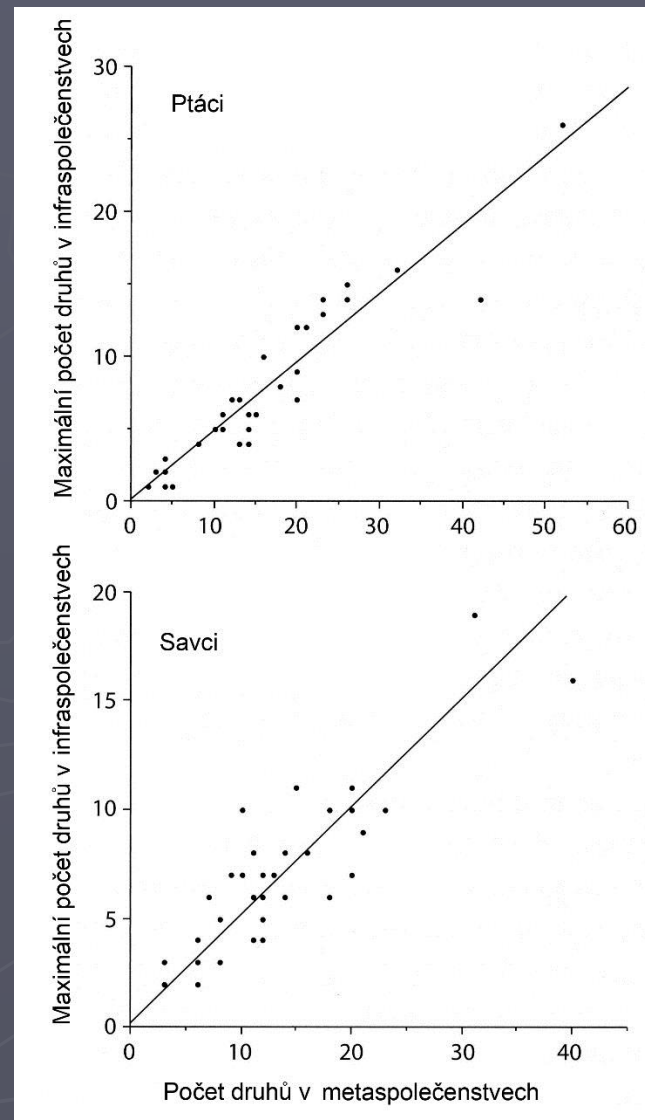 30
Ptáci
20
10
0
Maximální počet druhů v infraspolečenstvech
0 10 20 30 40 50 60
20
Savci
15
10
5
0
Maximální počet druhů v infraspolečenstvech
0 10 20 30 40
Počet druhů v metaspolečenstvech